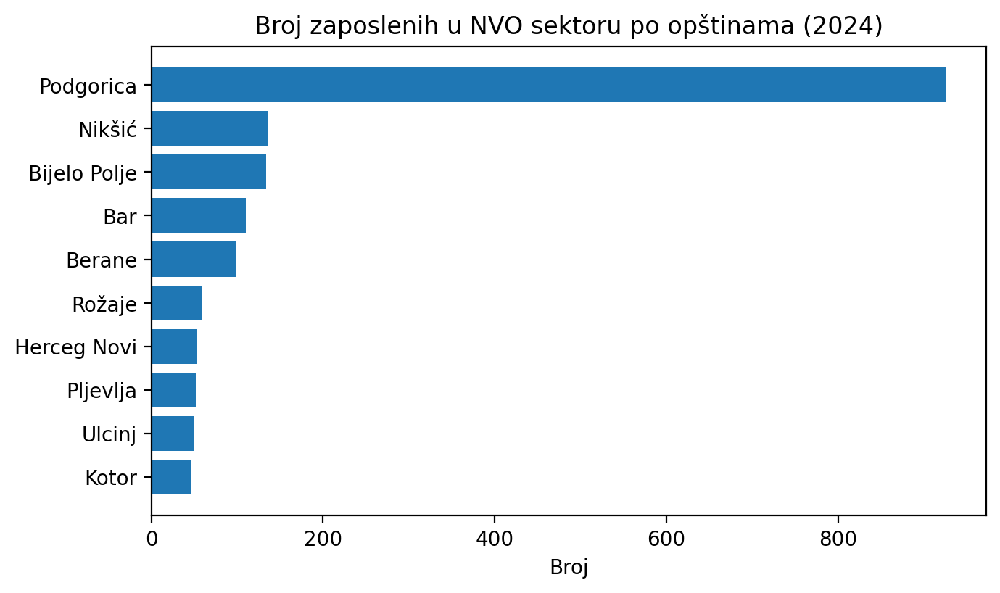 Broj zaposlenih u NVO sektoru po opštinama (2024)
Podgorica
Nikšić
Bijelo Polje
Bar
Berane
Rožaje
Herceg Novi
Pljevlja
Ulcinj
Kotor
0 200 400 600 800
Broj